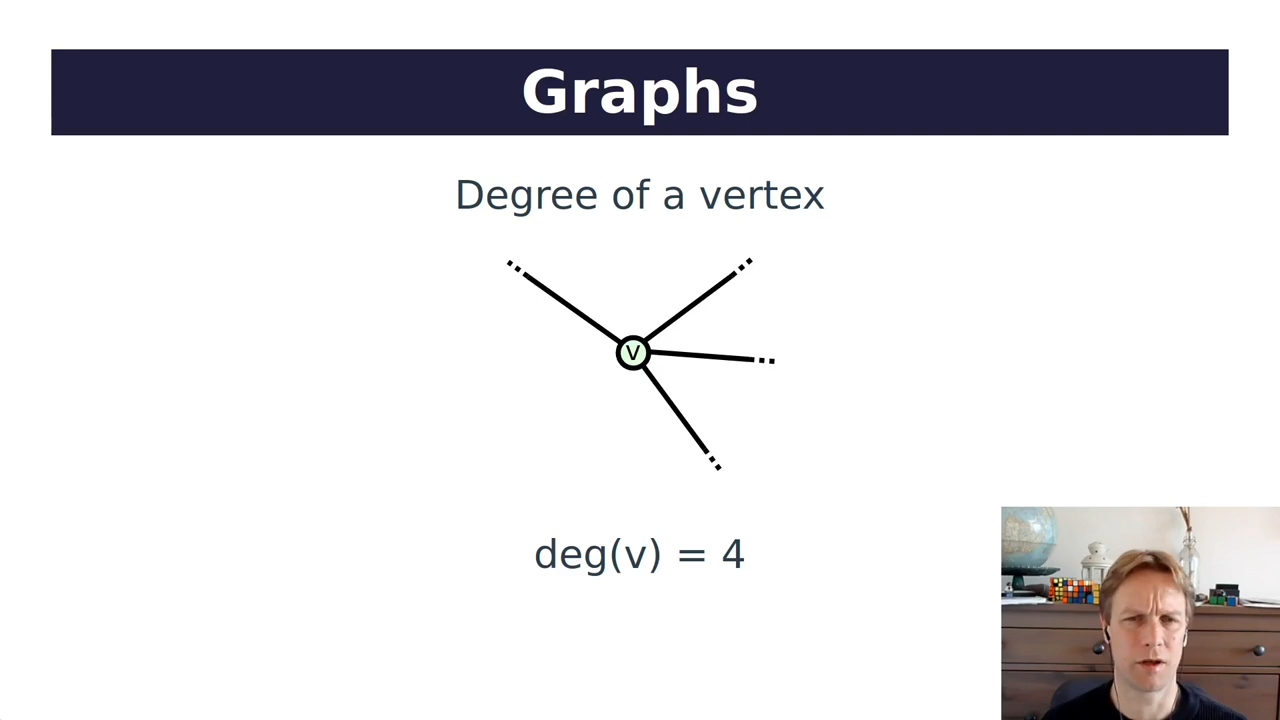 Graphs
Degree of a vertex
v
deg(v) = 4